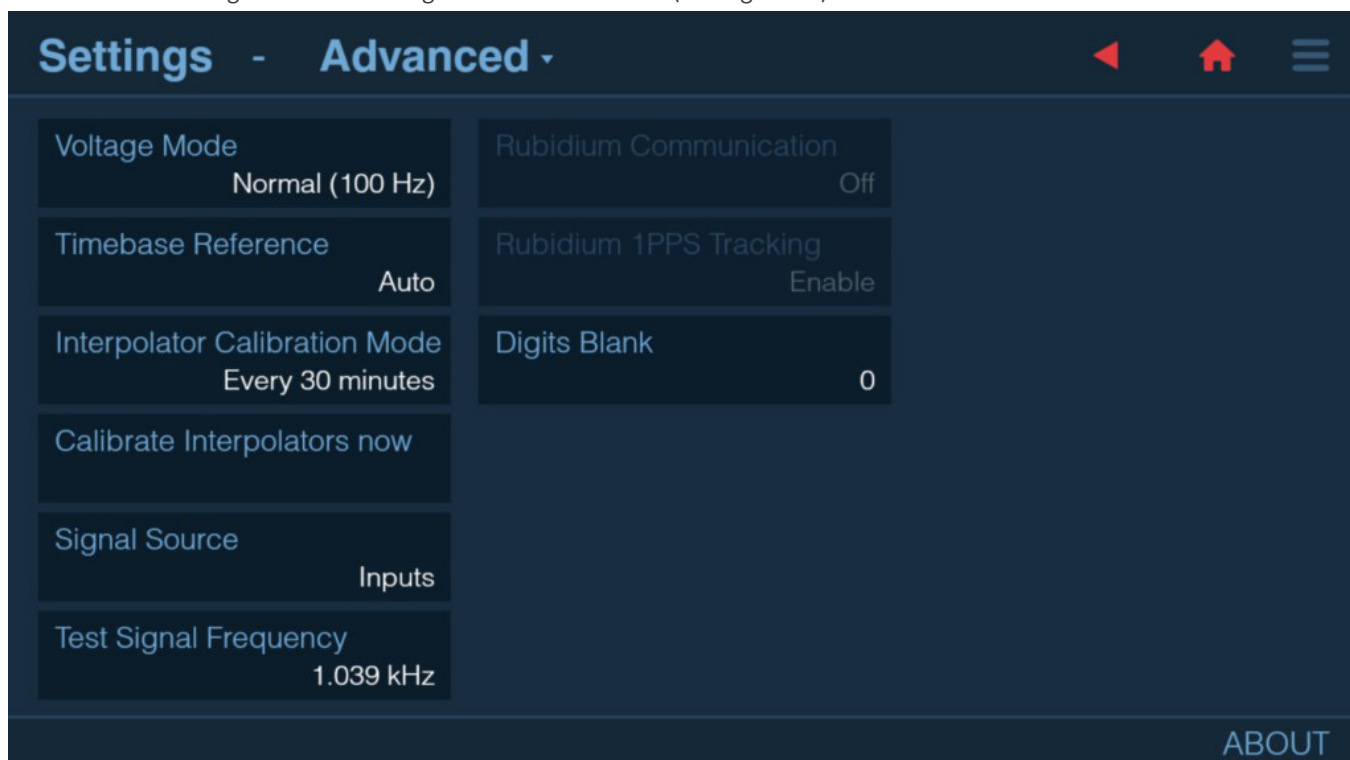 Settings - Advanced
Voltage Mode
Normal (100 Hz)
Timebase Reference
Auto
Interpolator Calibration Mode
Every 30 minutes
Calibrate Interpolators now
Signal Source
Inputs
Test Signal Frequency
1.039 kHz
Rubidium Communication
Off
Rubidium 1PPS Tracking
Enable
Digits Blank
0
ABOUT